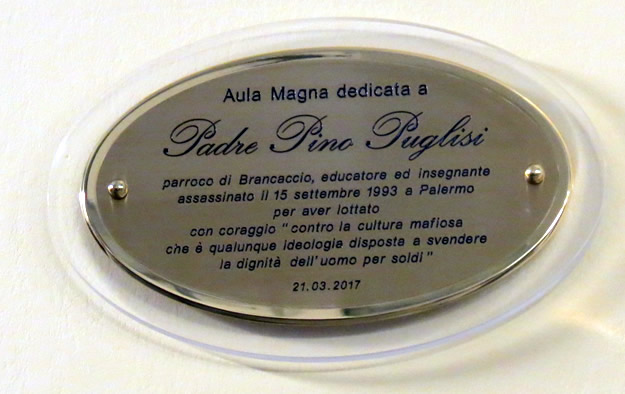 Aula Magna dedicata a
Padre Pino Puglisi
parroco di Brancaccio, educatore ed insegnante
assassinato il 15 settembre 1993 a Palermo
per aver lottato
con coraggio "contro la cultura mafiosa
che è qualunque ideologia disposta a svendere
la dignità dell'uomo per soldi"
21.03.2017